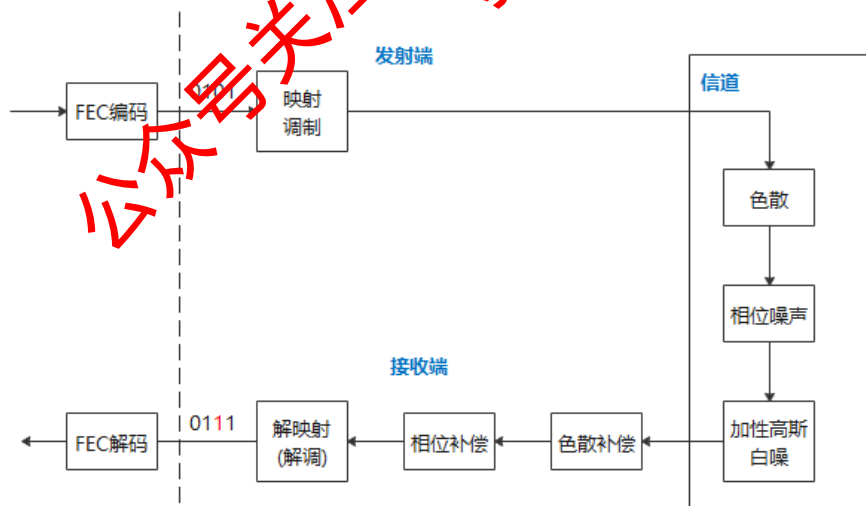 发射端
信道
FEC编码
0101
映射
调制
色散
相位噪声
接收端
加性高斯
白噪
色散补偿
相位补偿
解映射
(解调)
0111
FEC解码
公众号关注